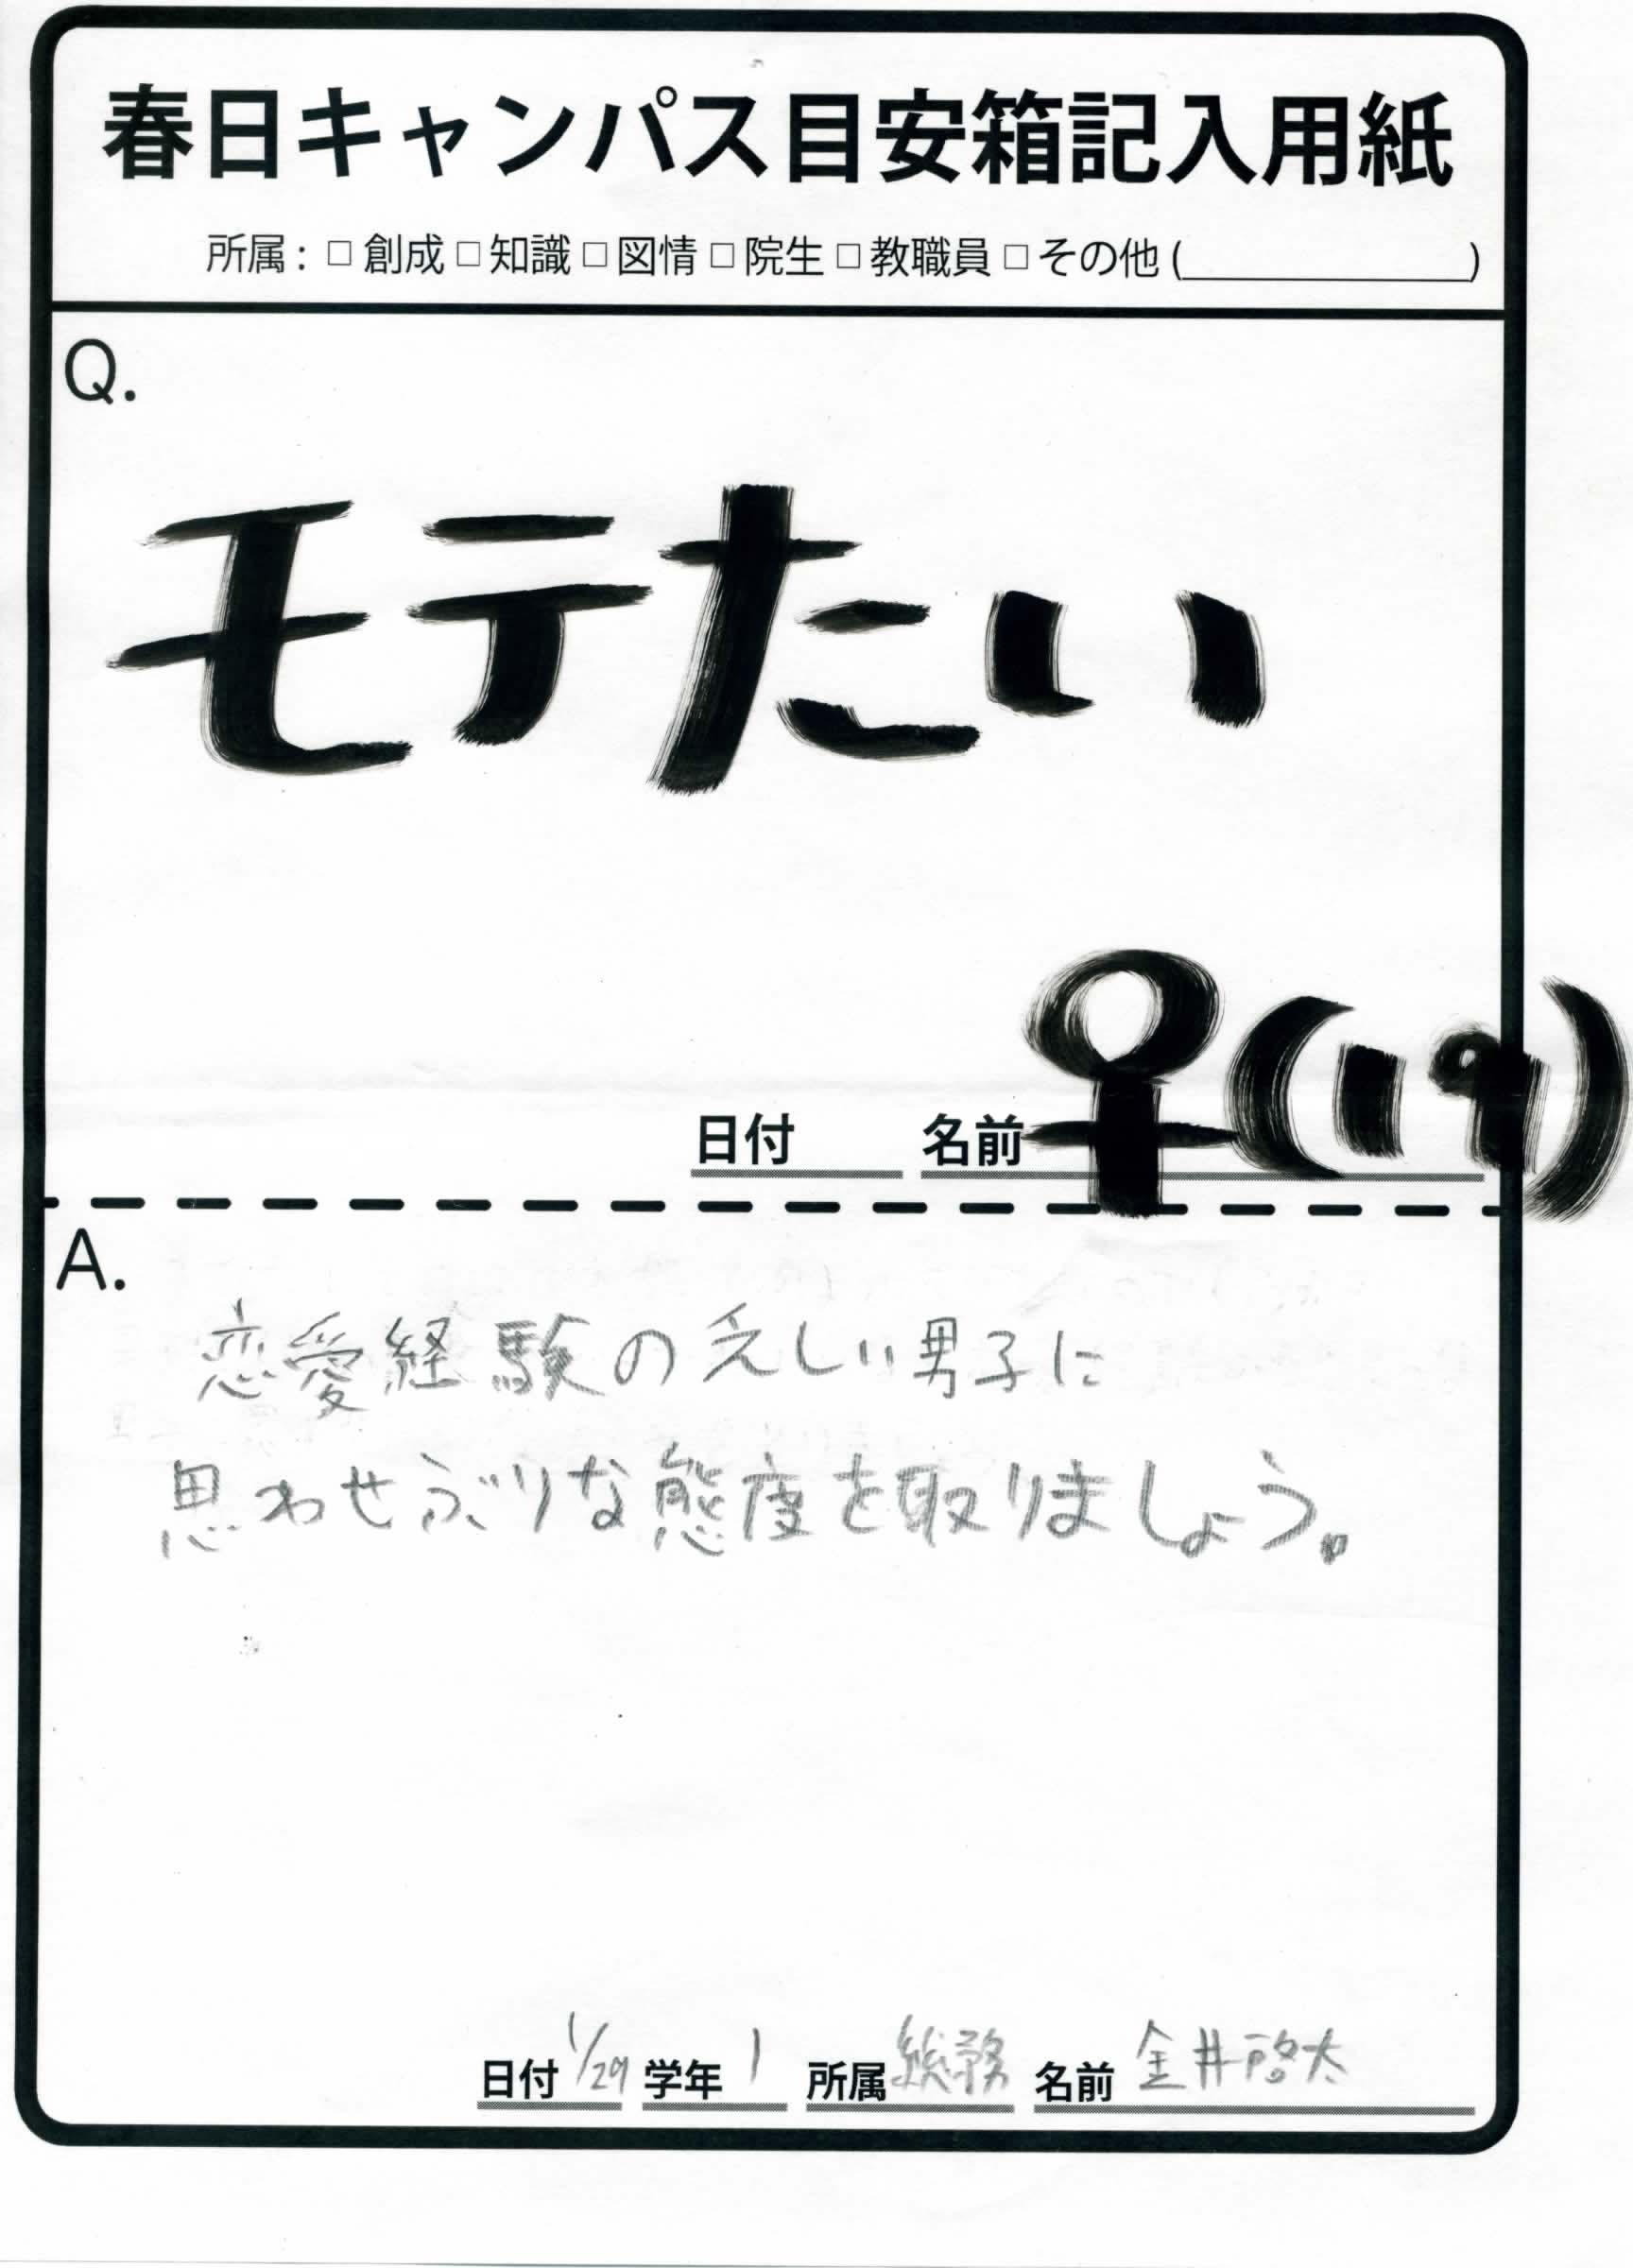 春日キャンパス目安箱記入用紙
所属：□創成□知識□図情□院生□教職員□その他(＿＿＿＿＿＿)
Q.
モテたい
日付 名前♀(19)
A.
恋愛経験の乏しい男子に
思わせぶりな態度を取りましょう。
日付 1/29 学年 1 所属 総務 名前 金井啓太